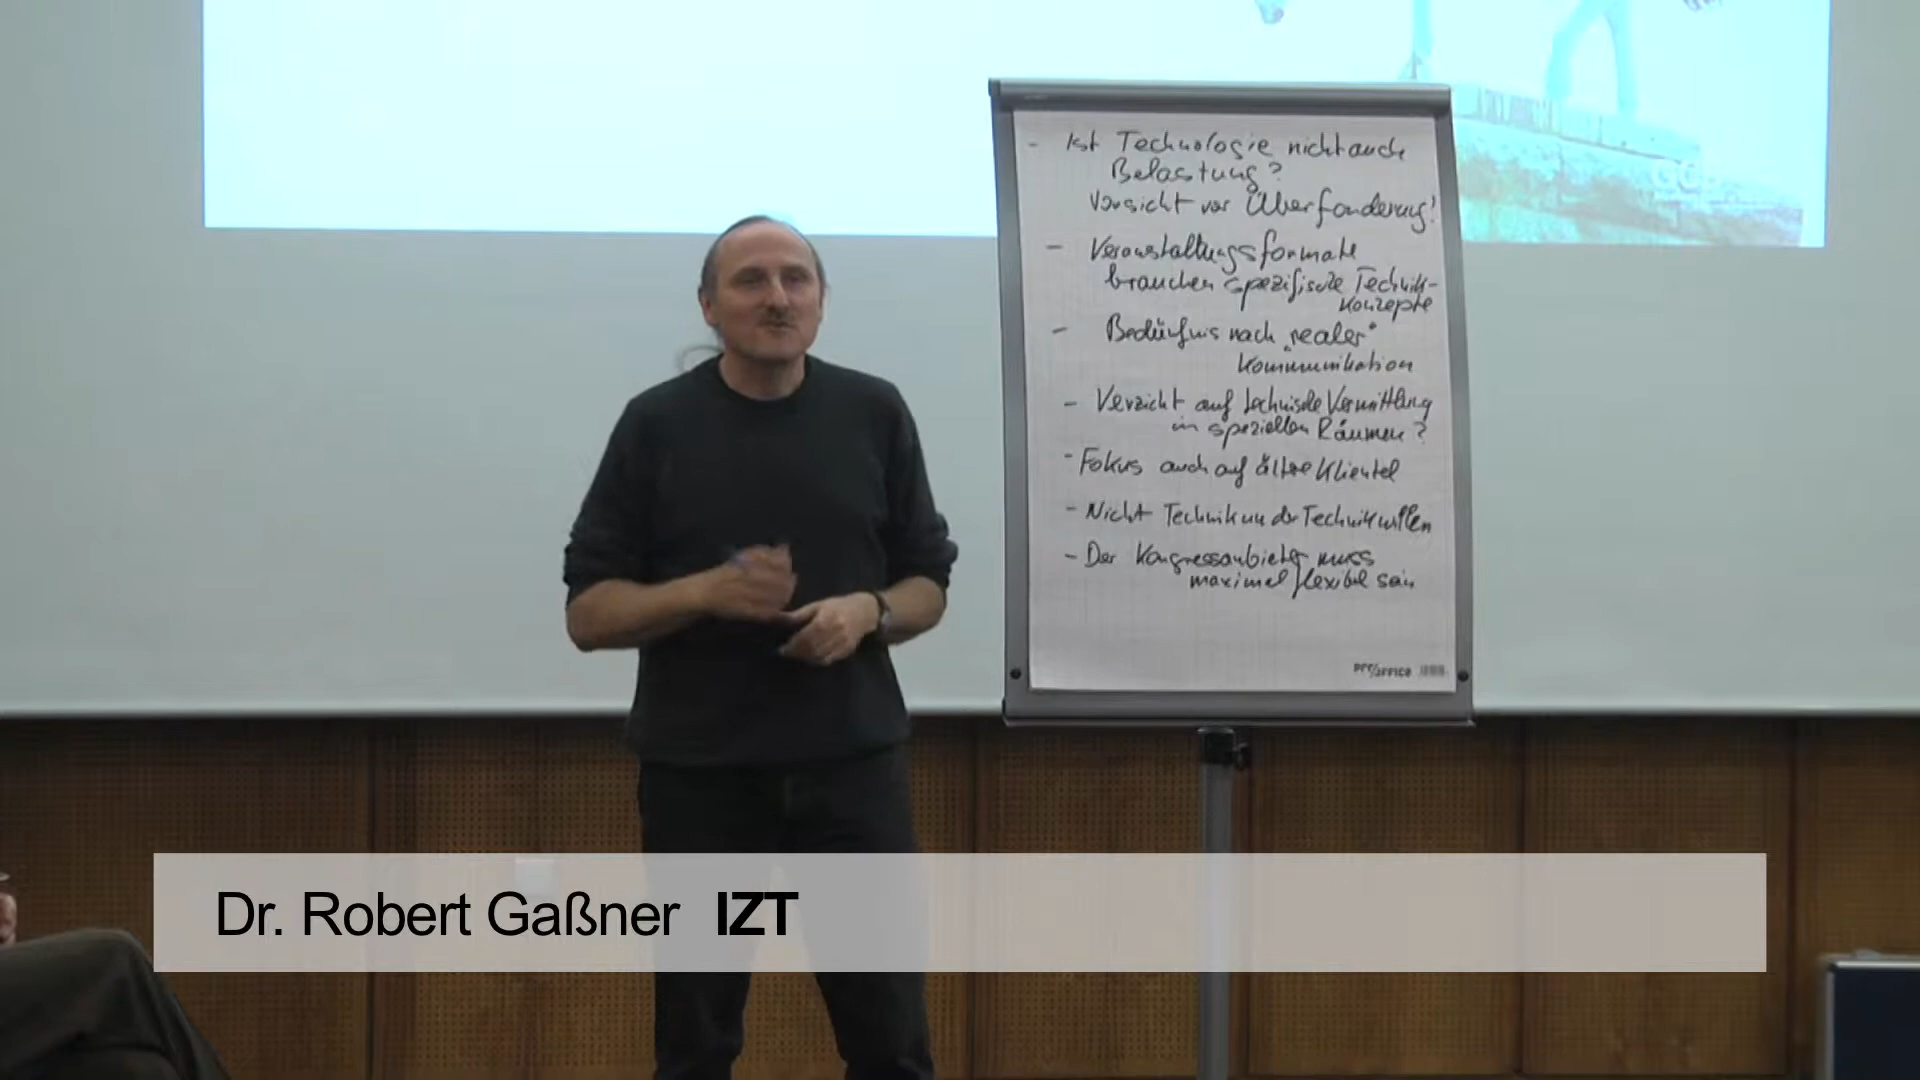 - Ist Technologie nicht auch
Belastung?
Vorsicht vor Überforderung!
- Veranstaltungsformate
brauchen spezifische Technik-
konzepte
- Bedürfnis nach „realer"
Kommunikation
- Verzicht auf technische Vermittlung
in speziellen Räumen?
- Fokus auch auf ältere Klientel
- Nicht Technik um der Technik willen
- Der Kongressanbieter muss
maximal flexibel sein
Dr. Robert Gaßner IZT